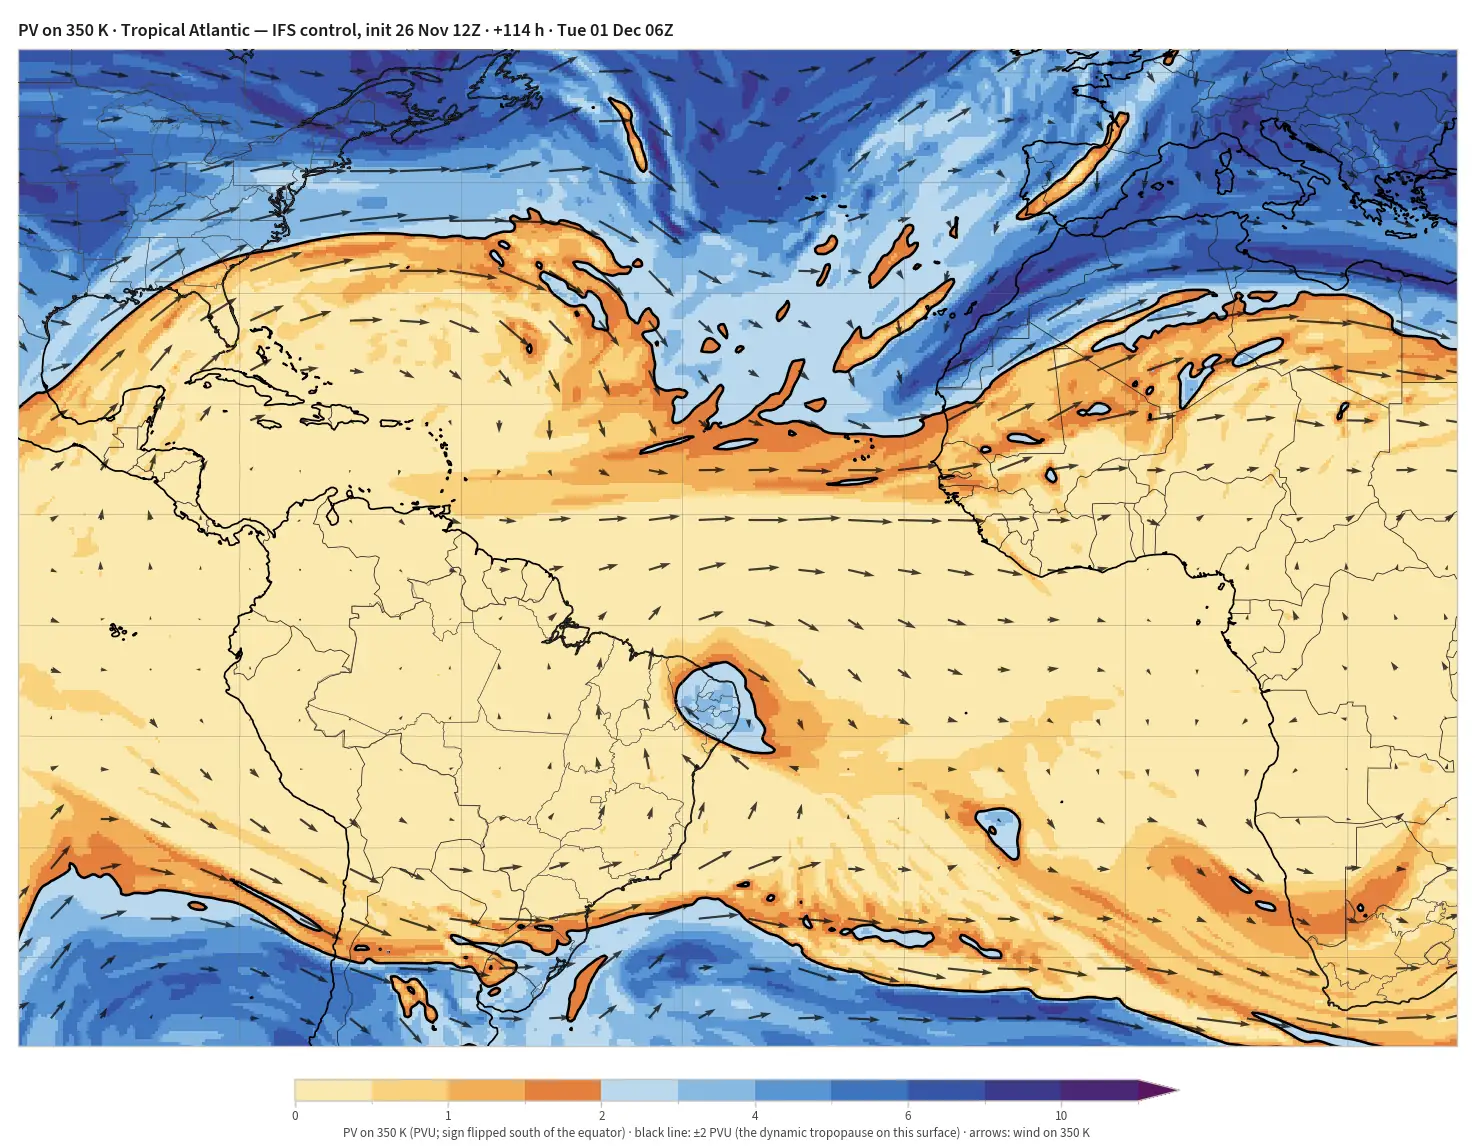 PV on 350 K · Tropical Atlantic — IFS control, init 26 Nov 12Z · +114 h · Tue 01 Dec 06Z
0 1 2 4 6 10
PV on 350 K (PVU; sign flipped south of the equator) · black line: ±2 PVU (the dynamic tropopause on this surface) · arrows: wind on 350 K